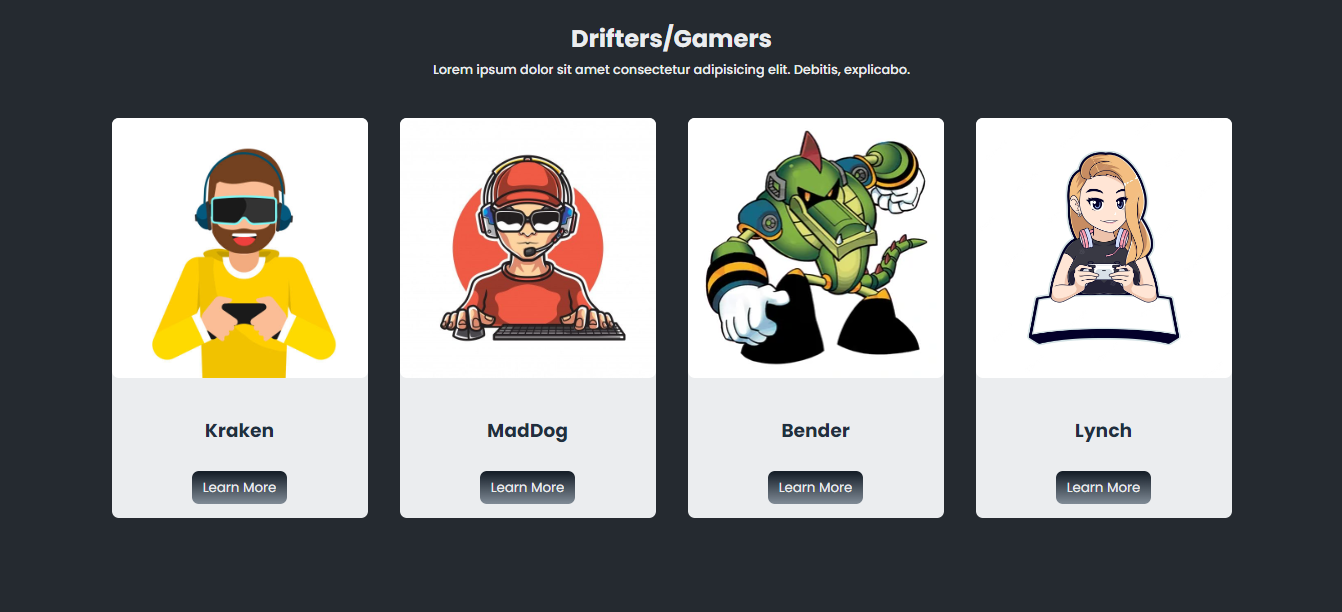 Drifters/Gamers
Lorem ipsum dolor sit amet consectetur adipisicing elit. Debitis, explicabo.
Kraken
MadDog
Bender
Lynch
Learn More
Learn More
Learn More
Learn More